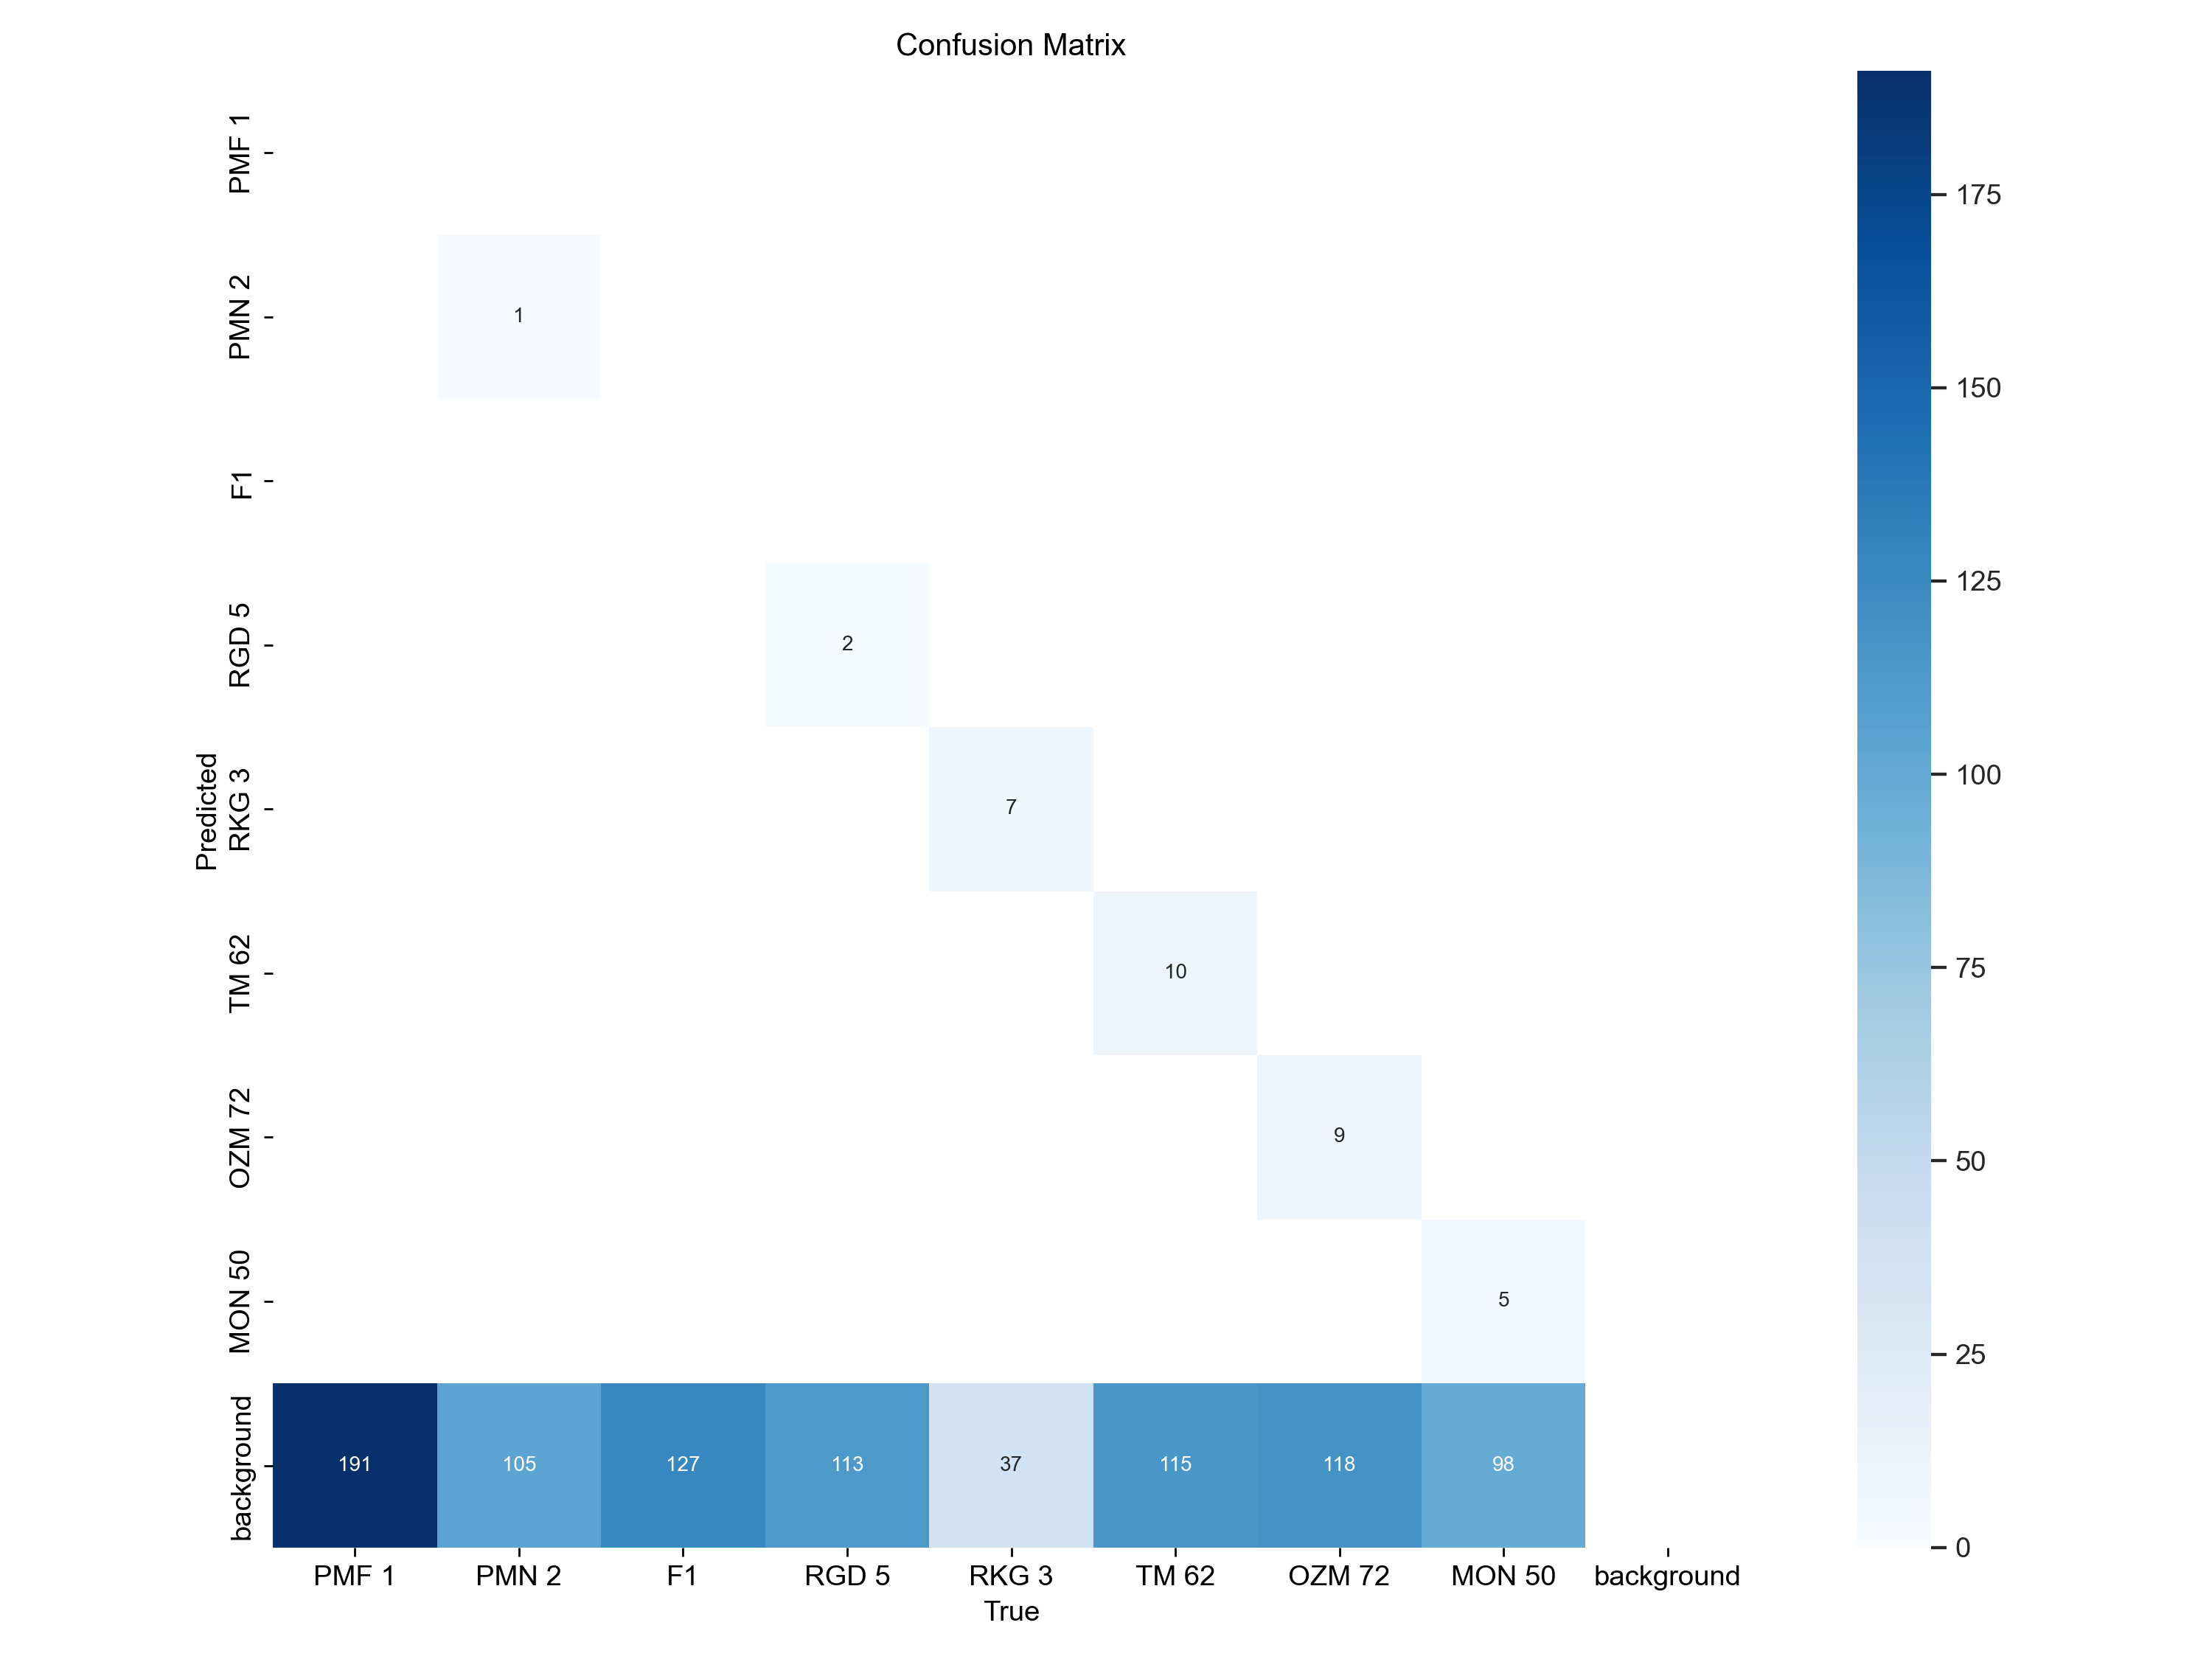 Confusion Matrix
PMF 1
PMN 2
1
F1
RGD 5
2
Predicted
RKG 3
7
TM 62
10
OZM 72
9
MON 50
5
background
191 105 127 113 37 115 118 98
PMF 1 PMN 2 F1 RGD 5 RKG 3 TM 62 OZM 72 MON 50 background
True
175
150
125
100
75
50
25
0